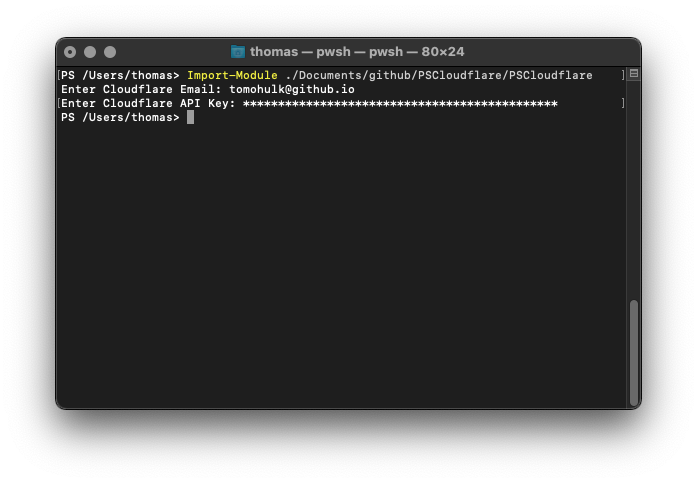 thomas — pwsh — pwsh — 80×24
[PS /Users/thomas> Import-Module ./Documents/github/PSCloudflare/PSCloudflare ]
Enter Cloudflare Email: tomohulk@github.io
[Enter Cloudflare API Key: ********************************************* ]
PS /Users/thomas>